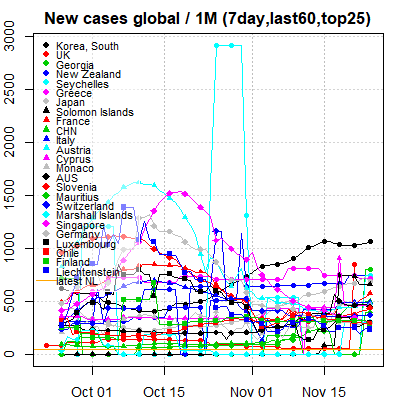 New cases global / 1M (7day,last60,top25)
3000
2500
2000
1500
1000
500
0
Korea, South
UK
Georgia
New Zealand
Seychelles
Greece
Japan
Solomon Islands
France
CHN
Italy
Austria
Cyprus
Monaco
AUS
Slovenia
Mauritius
Switzerland
Marshall Islands
Singapore
Germany
Luxembourg
Chile
Finland
Liechtenstein
latest NL
Oct 01
Oct 15
Nov 01
Nov 15